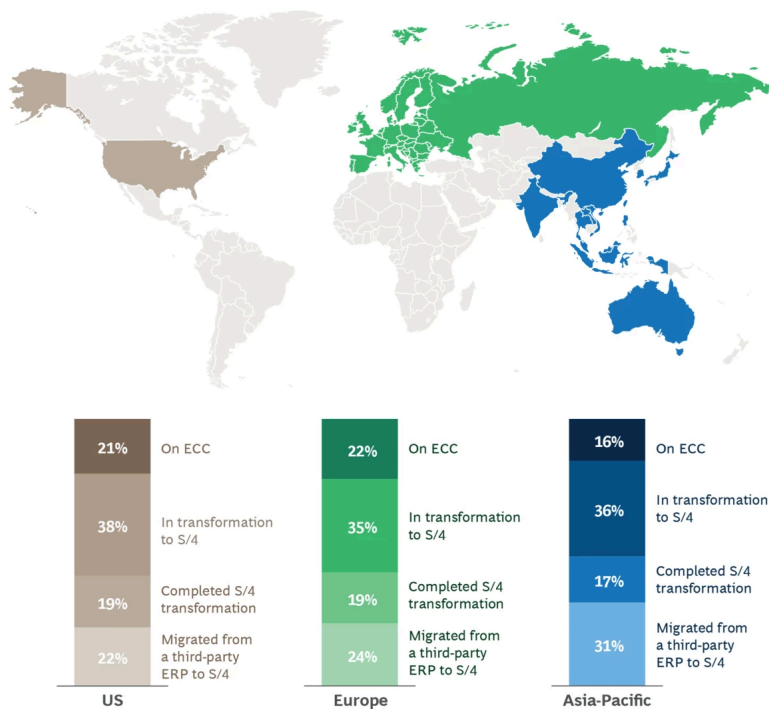 21%
On ECC
38%
In transformation
to S/4
19%
Completed S/4
transformation
22%
Migrated from
a third-party
ERP to S/4
US
22%
On ECC
35%
In transformation
to S/4
19%
Completed S/4
transformation
24%
Migrated from
a third-party
ERP to S/4
Europe
16%
On ECC
36%
In transformation
to S/4
17%
Completed S/4
transformation
31%
Migrated from
a third-party
ERP to S/4
Asia-Pacific